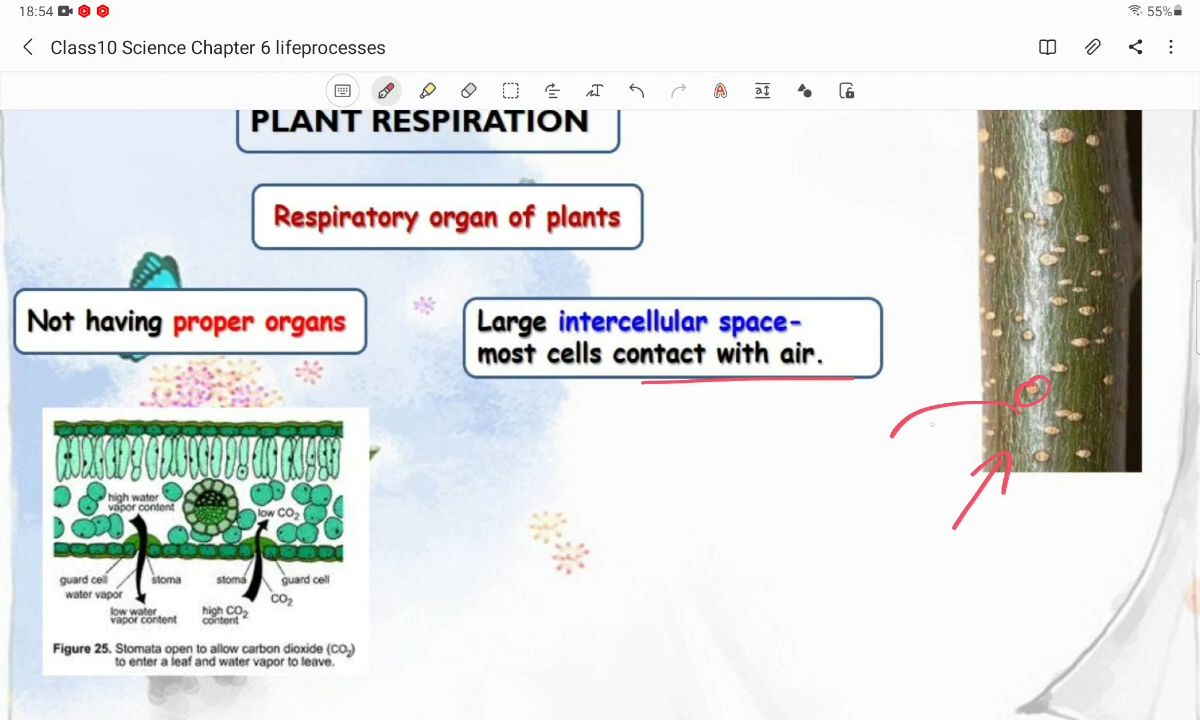 18:54
55%
Class10 Science Chapter 6 lifeprocesses
PLANT RESPIRATION
Respiratory organ of plants
Not having proper organs
Large intercellular space-
most cells contact with air.
high water
vapor content
low CO2
guard cell
stoma
stoma
guard cell
water vapor
CO2
low water
vapor content
high CO2
content
Figure 25. Stomata open to allow carbon dioxide (CO2)
to enter a leaf and water vapor to leave.